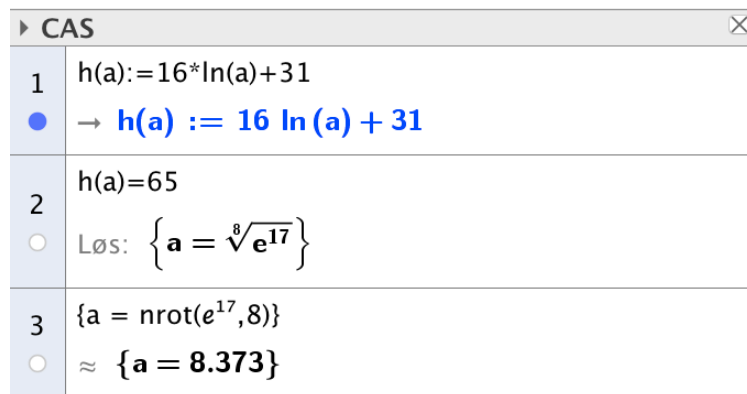 CAS
1
h(a):=16*ln(a)+31
→ h(a) := 16 ln (a) + 31
2
h(a)=65
Løs: {a = ⁸√e¹⁷}
3
{a = nrot(e¹⁷,8)}
≈ {a = 8.373}